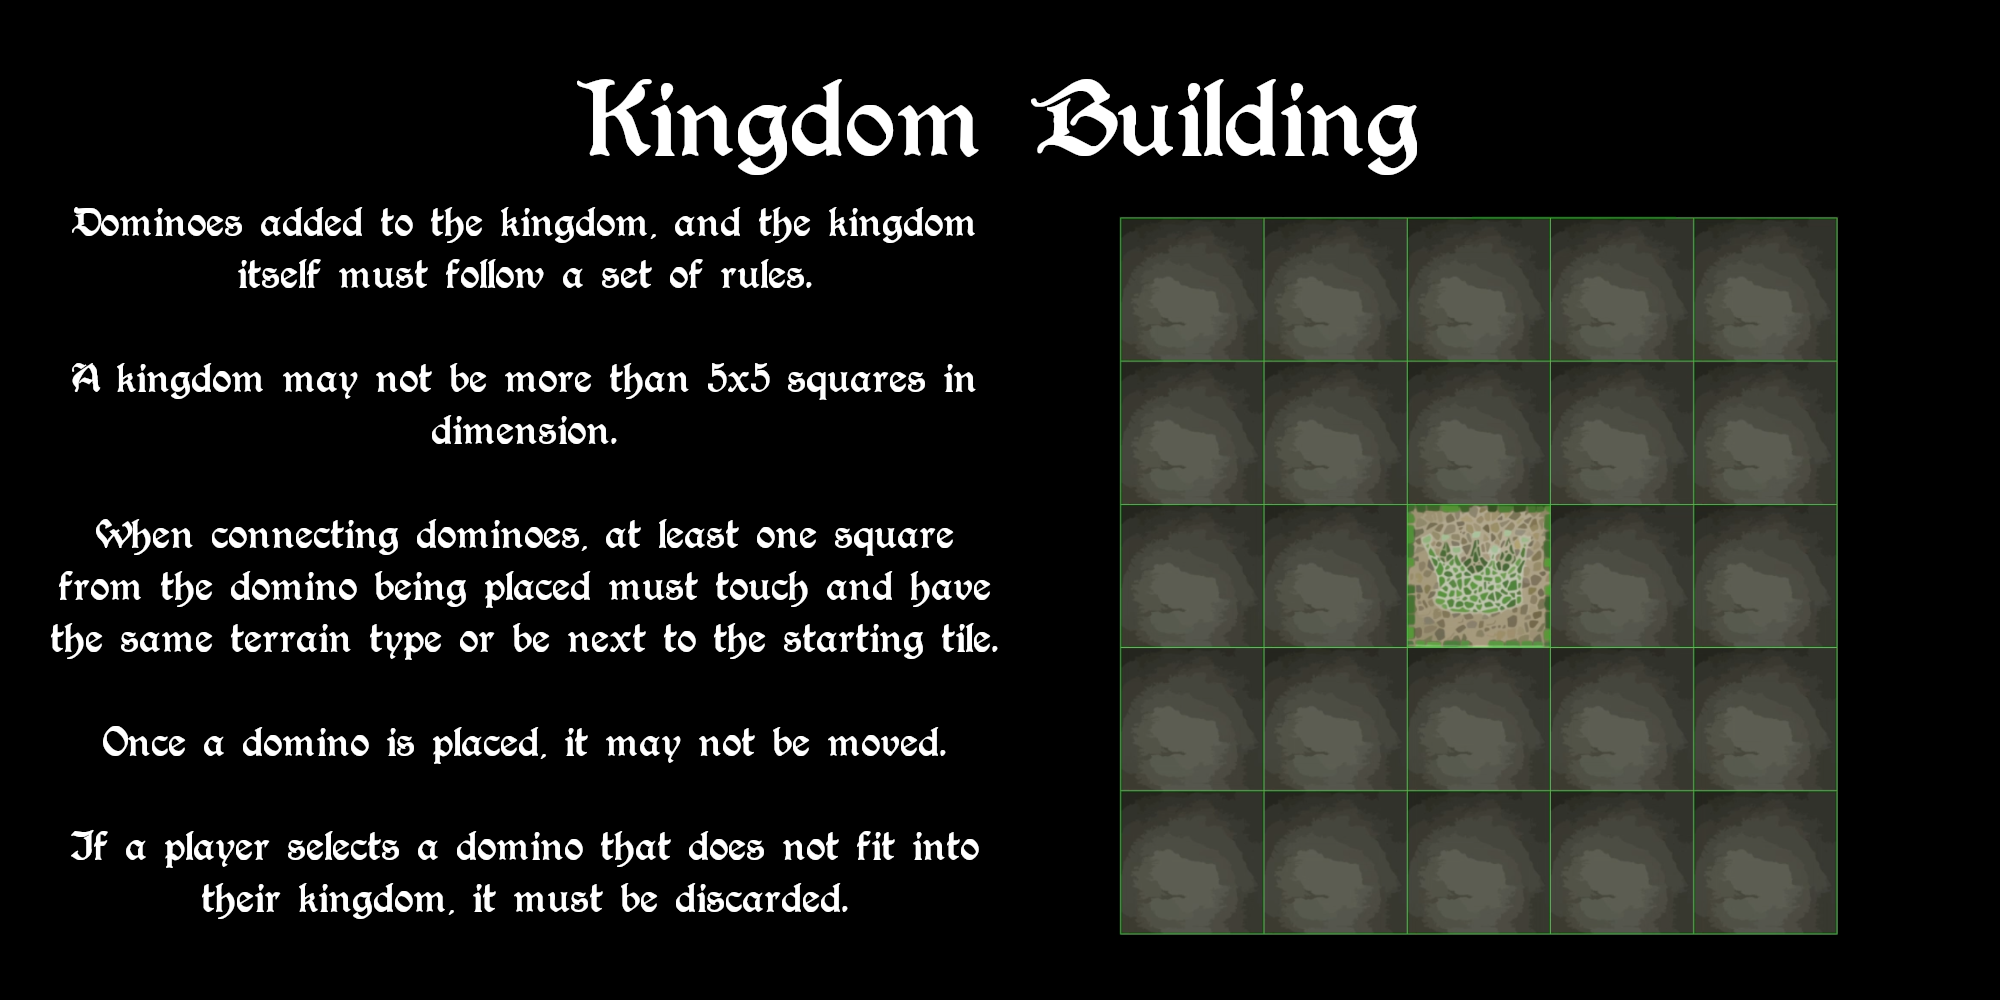 Kingdom Building
Dominoes added to the kingdom, and the kingdom
itself must follow a set of rules.
A kingdom may not be more than 5x5 squares in
dimension.
When connecting dominoes, at least one square
from the domino being placed must touch and have
the same terrain type or be next to the starting tile.
Once a domino is placed, it may not be moved.
If a player selects a domino that does not fit into
their kingdom, it must be discarded.